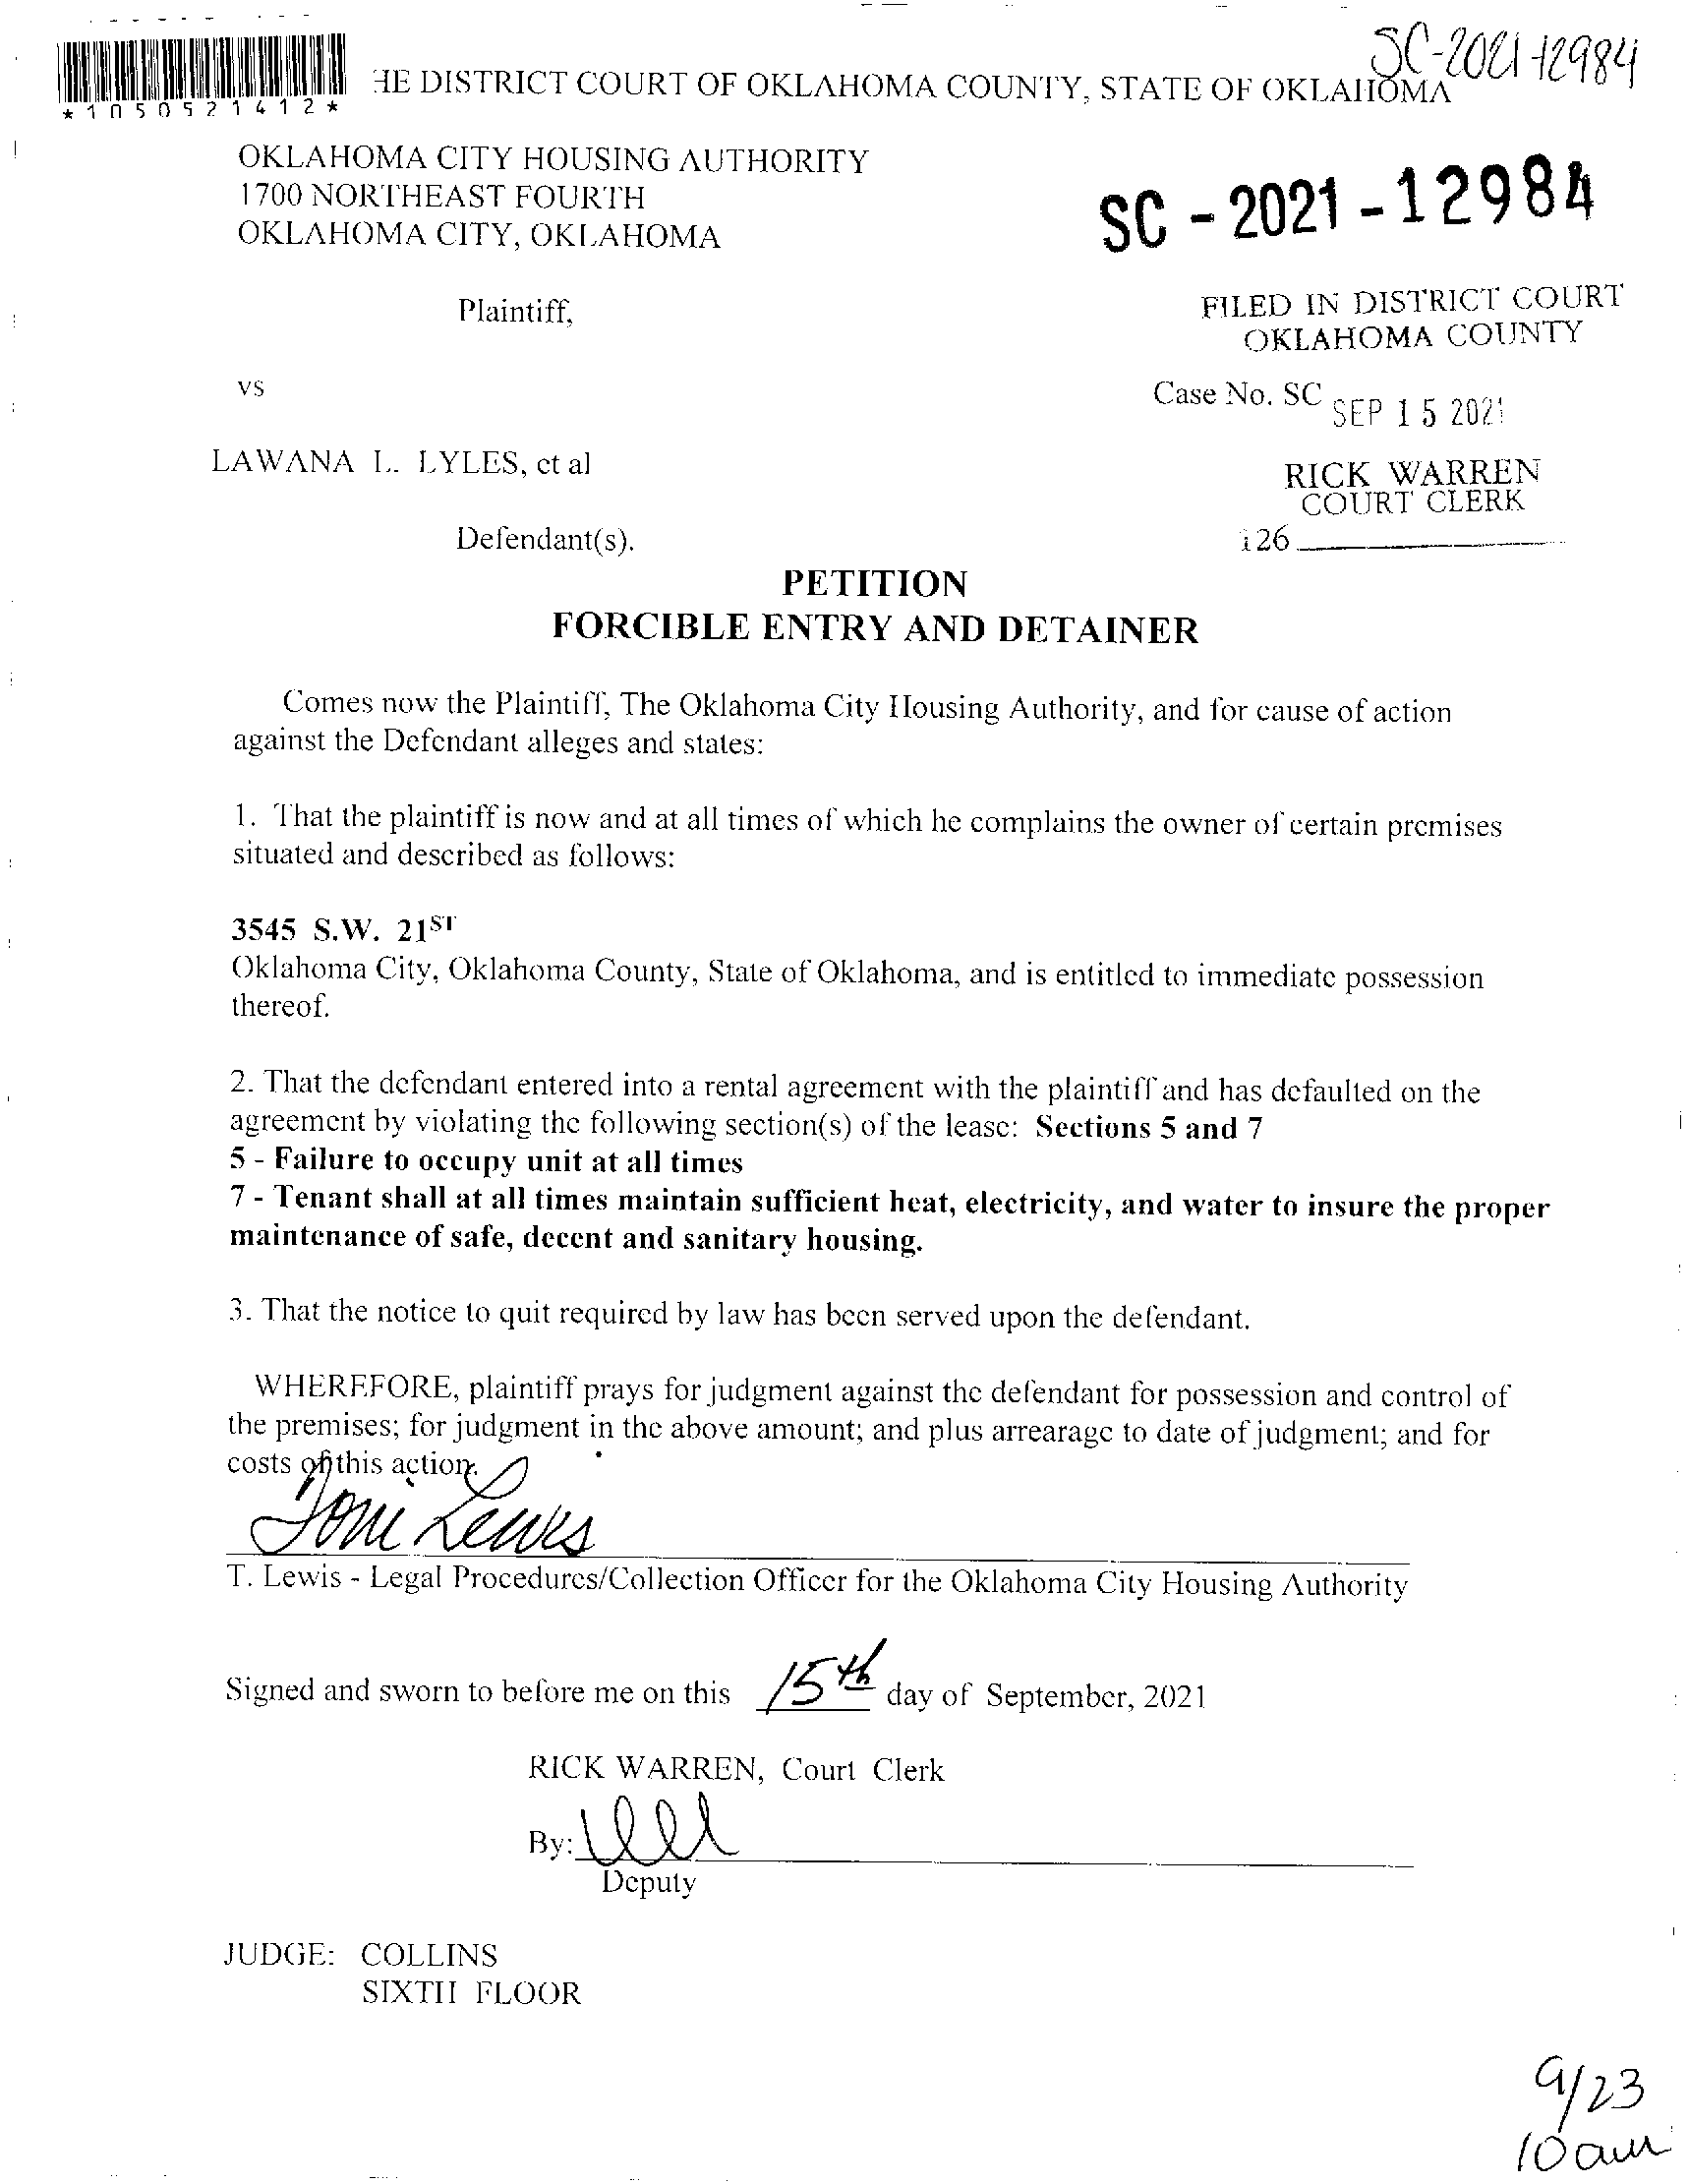 SC-2021-12984
*1050521412*
HE DISTRICT COURT OF OKLAHOMA COUNTY, STATE OF OKLAHOMA
OKLAHOMA CITY HOUSING AUTHORITY
1700 NORTHEAST FOURTH
OKLAHOMA CITY, OKLAHOMA
SC - 2021 - 12984
Plaintiff,
FILED IN DISTRICT COURT
OKLAHOMA COUNTY
vs
Case No. SC
SEP 15 2021
LAWANA L. LYLES, et al
RICK WARREN
COURT CLERK
Defendant(s).
126
PETITION
FORCIBLE ENTRY AND DETAINER
Comes now the Plaintiff, The Oklahoma City Housing Authority, and for cause of action
against the Defendant alleges and states:
1. That the plaintiff is now and at all times of which he complains the owner of certain premises
situated and described as follows:
3545 S.W. 21ST
Oklahoma City, Oklahoma County, State of Oklahoma, and is entitled to immediate possession
thereof.
2. That the defendant entered into a rental agreement with the plaintiff and has defaulted on the
agreement by violating the following section(s) of the lease: Sections 5 and 7
5 - Failure to occupy unit at all times
7 - Tenant shall at all times maintain sufficient heat, electricity, and water to insure the proper
maintenance of safe, decent and sanitary housing.
3. That the notice to quit required by law has been served upon the defendant.
WHEREFORE, plaintiff prays for judgment against the defendant for possession and control of
the premises; for judgment in the above amount; and plus arrearage to date of judgment; and for
costs of this action.
Toni Lewis
T. Lewis - Legal Procedures/Collection Officer for the Oklahoma City Housing Authority
Signed and sworn to before me on this 15th day of September, 2021
RICK WARREN, Court Clerk
By:
Deputy
JUDGE: COLLINS
SIXTH FLOOR
9/23
10 am